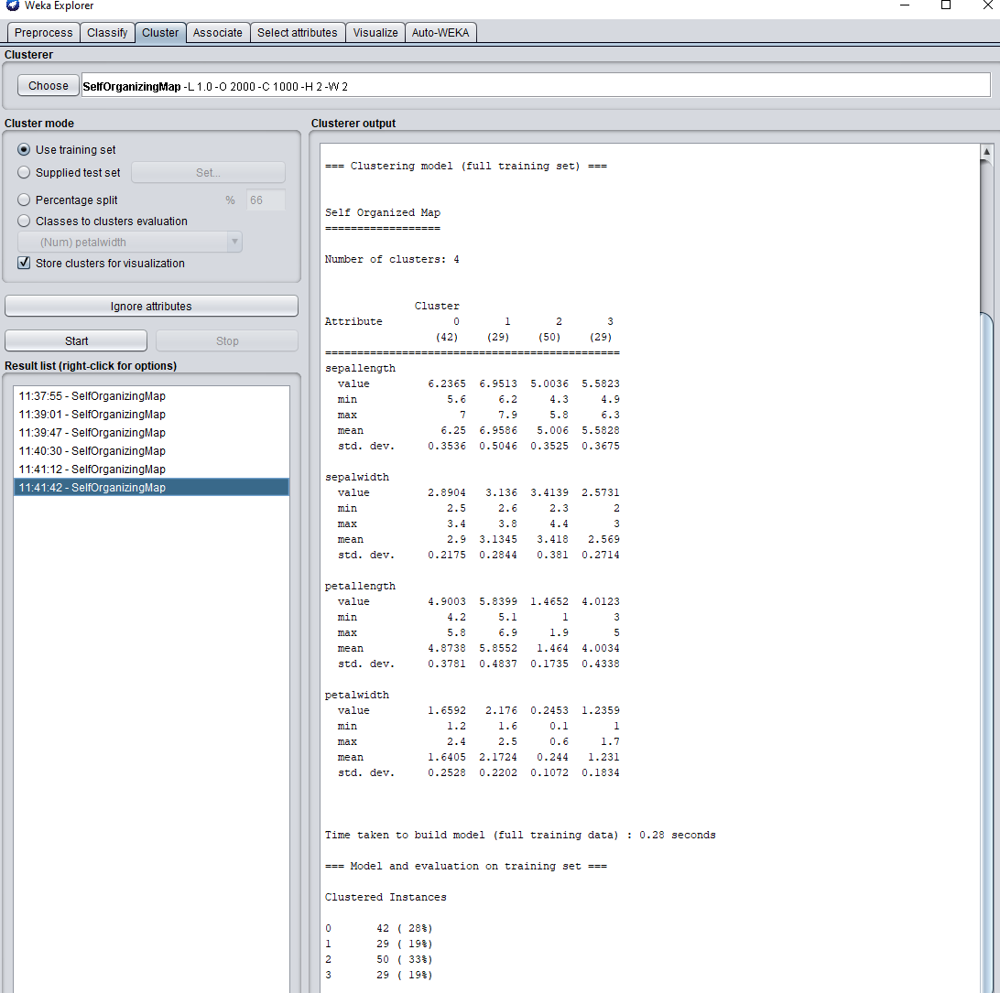 Weka Explorer
Preprocess Classify Cluster Associate Select attributes Visualize Auto-WEKA
Clusterer
Choose SelfOrganizingMap -L 1.0 -O 2000 -C 1000 -H 2 -W 2
Cluster mode
Use training set
Supplied test set Set...
Percentage split % 66
Classes to clusters evaluation
(Num) petalwidth
Store clusters for visualization
Ignore attributes
Start Stop
Result list (right-click for options)
11:37:55 - SelfOrganizingMap
11:39:01 - SelfOrganizingMap
11:39:47 - SelfOrganizingMap
11:40:30 - SelfOrganizingMap
11:41:12 - SelfOrganizingMap
11:41:42 - SelfOrganizingMap
Clusterer output
=== Clustering model (full training set) ===
Self Organized Map
==================
Number of clusters: 4
Cluster
Attribute 0 1 2 3
(42) (29) (50) (29)
==============================================
sepallength
value 6.2365 6.9513 5.0036 5.5823
min 5.6 6.2 4.3 4.9
max 7 7.9 5.8 6.3
mean 6.25 6.9586 5.006 5.5828
std. dev. 0.3536 0.5046 0.3525 0.3675
sepalwidth
value 2.8904 3.136 3.4139 2.5731
min 2.5 2.6 2.3 2
max 3.4 3.8 4.4 3
mean 2.9 3.1345 3.418 2.569
std. dev. 0.2175 0.2844 0.381 0.2714
petallength
value 4.9003 5.8399 1.4652 4.0123
min 4.2 5.1 1 3
max 5.8 6.9 1.9 5
mean 4.8738 5.8552 1.464 4.0034
std. dev. 0.3781 0.4837 0.1735 0.4338
petalwidth
value 1.6592 2.176 0.2453 1.2359
min 1.2 1.6 0.1 1
max 2.4 2.5 0.6 1.7
mean 1.6405 2.1724 0.244 1.231
std. dev. 0.2528 0.2202 0.1072 0.1834
Time taken to build model (full training data) : 0.28 seconds
=== Model and evaluation on training set ===
Clustered Instances
0 42 ( 28%)
1 29 ( 19%)
2 50 ( 33%)
3 29 ( 19%)